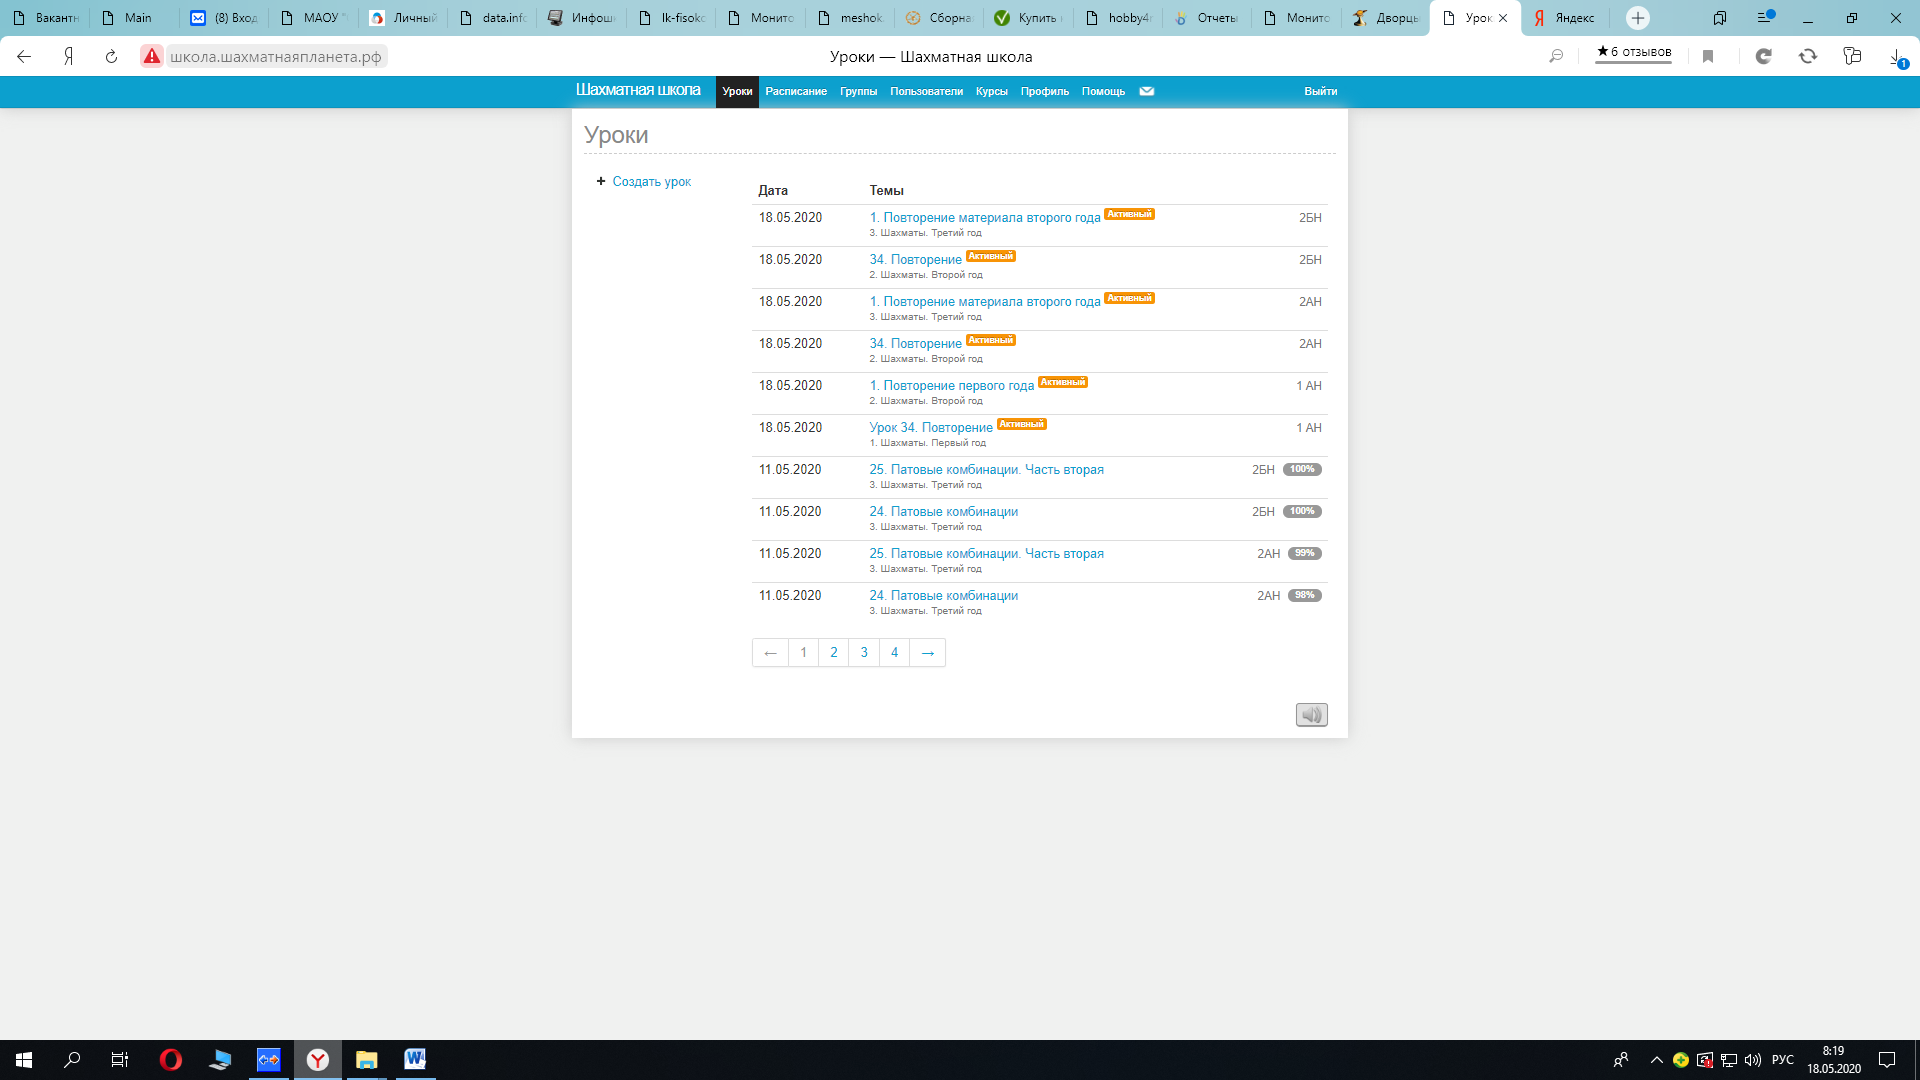 Вакантн
Main
(8) Вход
МАОУ "
Личный
data.info
Инфоши
lk-fisoko
Монито
meshok.
Сборна
Купить
hobby4r
Отчеты
Монито
Дворцы
Урок
Яндекс
школа.шахматнаяпланета.рф
Уроки — Шахматная школа
★ 6 отзывов
1
Шахматная школа
Уроки
Расписание
Группы
Пользователи
Курсы
Профиль
Помощь
Выйти
Уроки
+ Создать урок
Дата Темы
18.05.2020 1. Повторение материала второго года Активный 2БН
3. Шахматы. Третий год
18.05.2020 34. Повторение Активный 2БН
2. Шахматы. Второй год
18.05.2020 1. Повторение материала второго года Активный 2АН
3. Шахматы. Третий год
18.05.2020 34. Повторение Активный 2АН
2. Шахматы. Второй год
18.05.2020 1. Повторение первого года Активный 1 АН
2. Шахматы. Второй год
18.05.2020 Урок 34. Повторение Активный 1 АН
1. Шахматы. Первый год
11.05.2020 25. Патовые комбинации. Часть вторая 2БН 100%
3. Шахматы. Третий год
11.05.2020 24. Патовые комбинации 2БН 100%
3. Шахматы. Третий год
11.05.2020 25. Патовые комбинации. Часть вторая 2АН 99%
3. Шахматы. Третий год
11.05.2020 24. Патовые комбинации 2АН 98%
3. Шахматы. Третий год
← 1 2 3 4 →
РУС
8:19
18.05.2020